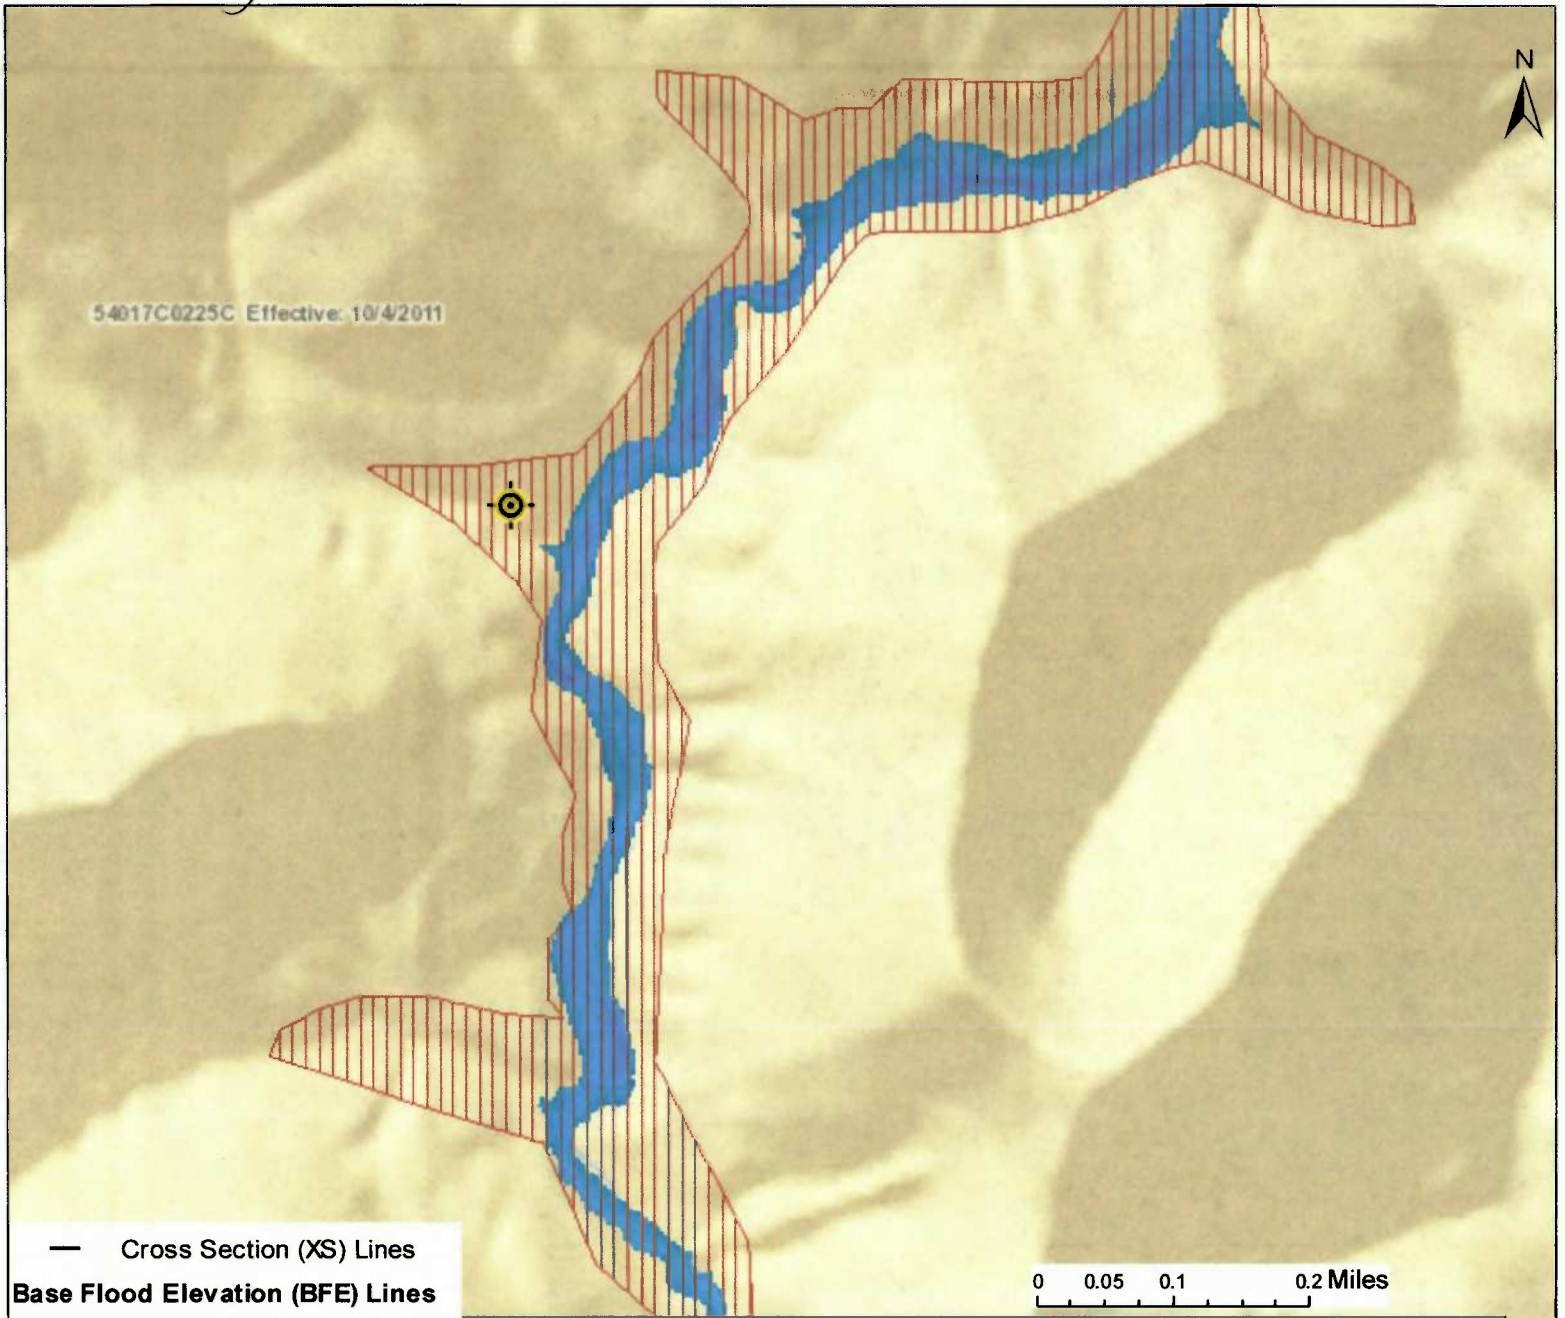 N
54017C0225C Effective: 10/4/2011
Cross Section (XS) Lines
Base Flood Elevation (BFE) Lines
0 0.05 0.1 0.2 Miles